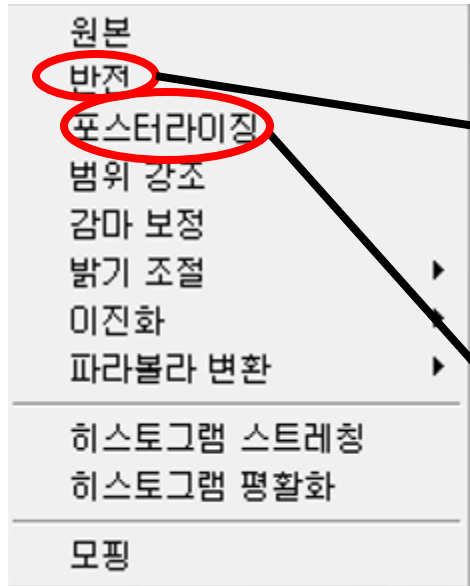 원본
반전
포스터라이징
범위 강조
감마 보정
밝기 조절
이진화
파라볼라 변환
히스토그램 스트레칭
히스토그램 평활화
모핑